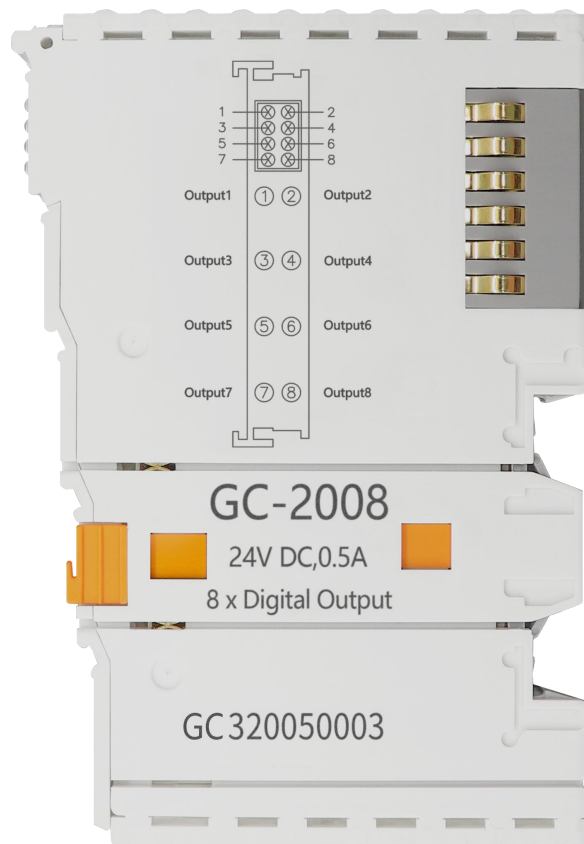 1 2
3 4
5 6
7 8
Output1 ① ② Output2
Output3 ③ ④ Output4
Output5 ⑤ ⑥ Output6
Output7 ⑦ ⑧ Output8
GC-2008
24V DC,0.5A
8 x Digital Output
GC320050003